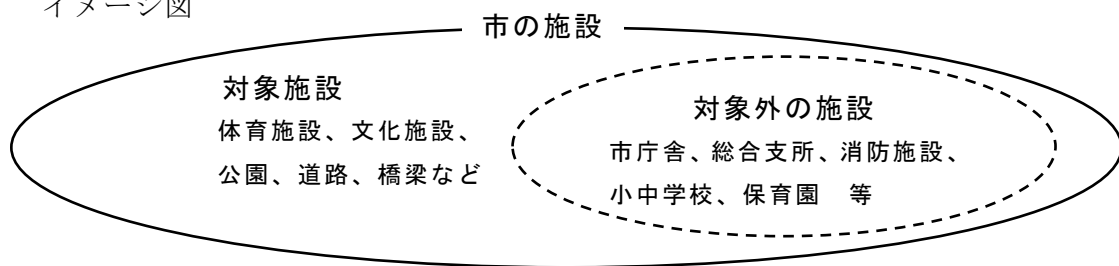 イメージ図
市の施設
対象施設
体育施設、文化施設、
公園、道路、橋梁など
対象外の施設
市庁舎、総合支所、消防施設、
小中学校、保育園　等